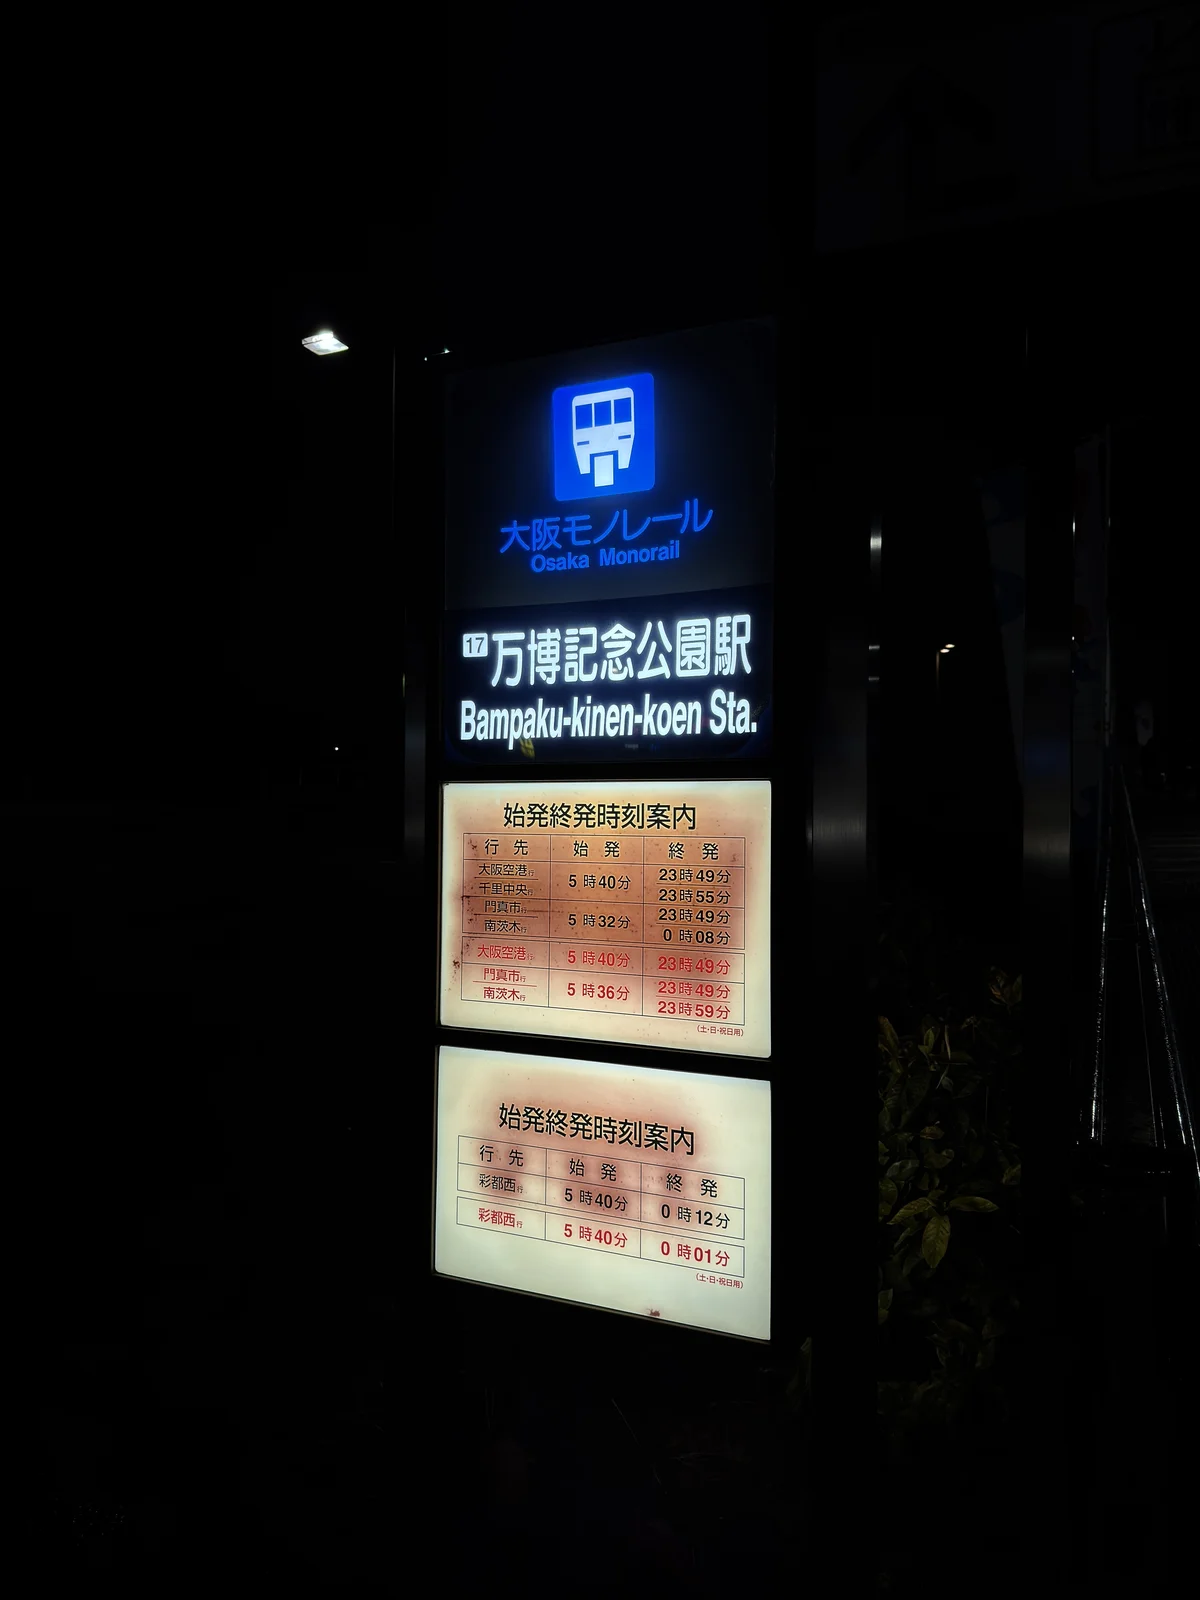 大阪モノレール
Osaka Monorail
17 万博記念公園駅
Bampaku-kinen-koen Sta.
始発終発時刻案内
行先 始発 終発
大阪空港行 5時40分 23時49分
千里中央行 23時55分
門真市行 5時32分 23時49分
南茨木行 0時08分
大阪空港行 5時40分 23時49分
門真市行 5時36分 23時49分
南茨木行 23時59分
(土・日・祝日用)
始発終発時刻案内
行先 始発 終発
彩都西行 5時40分 0時12分
彩都西行 5時40分 0時01分
(土・日・祝日用)